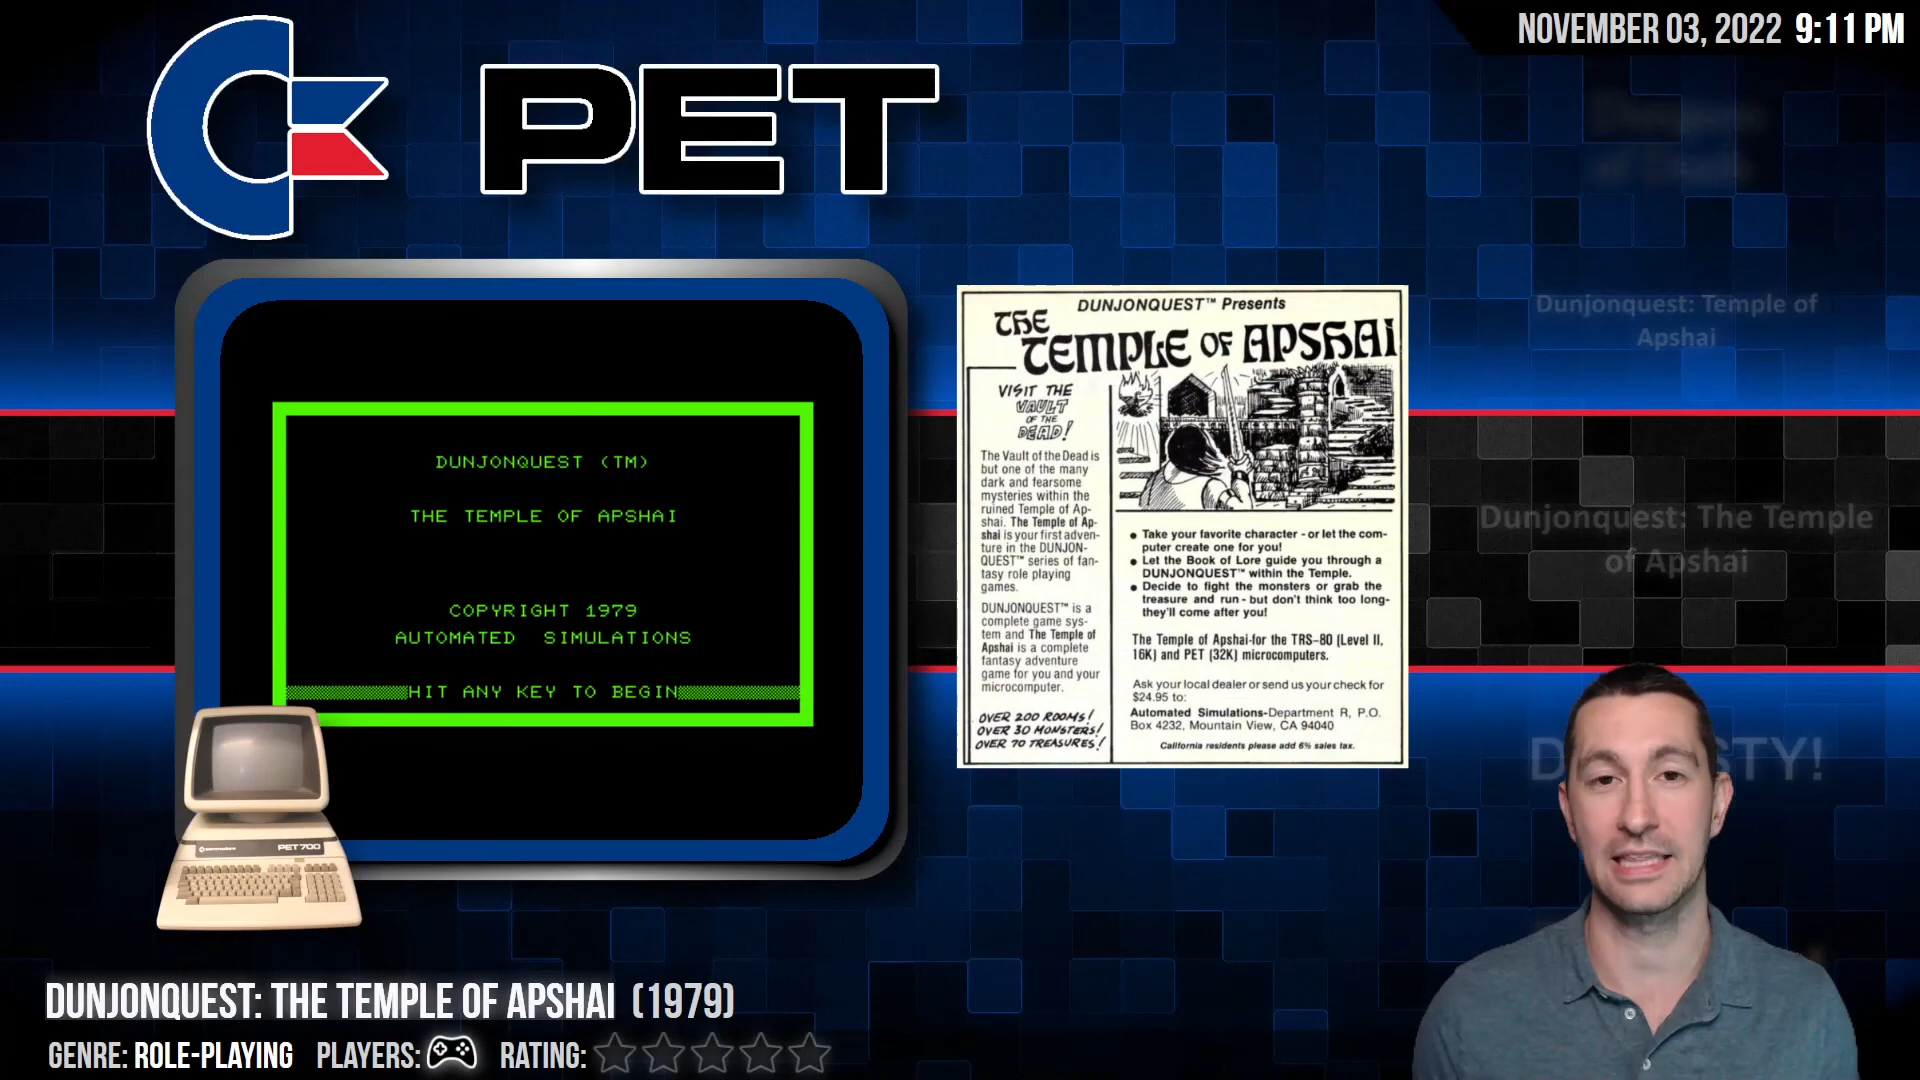 NOVEMBER 03, 2022 9:11 PM
PET
Dunjonquest: Temple of
Apshai
Dunjonquest: The Temple
of Apshai
DUNJONQUEST (TM)
THE TEMPLE OF APSHAI
COPYRIGHT 1979
AUTOMATED SIMULATIONS
HIT ANY KEY TO BEGIN
DUNJONQUEST™ Presents
THE
TEMPLE OF APSHAI
VISIT THE
VAULT
OF THE
DEAD!
The Vault of the Dead is
but one of the many
dark and fearsome
mysteries within the
ruined Temple of Ap-
shai. The Temple of Ap-
shai is your first adven-
ture in the DUNJON-
QUEST™ series of fan-
tasy role playing
games.
DUNJONQUEST™ is a
complete game sys-
tem and The Temple of
Apshai is a complete
fantasy adventure
game for you and your
microcomputer.
OVER 200 ROOMS!
OVER 30 MONSTERS!
OVER 70 TREASURES!
• Take your favorite character - or let the com-
puter create one for you!
• Let the Book of Lore guide you through a
DUNJONQUEST™ within the Temple.
• Decide to fight the monsters or grab the
treasure and run - but don't think too long-
they'll come after you!
The Temple of Apshai-for the TRS-80 (Level II,
16K) and PET (32K) microcomputers.
Ask your local dealer or send us your check for
$24.95 to:
Automated Simulations-Department R, P.O.
Box 4232, Mountain View, CA 94040
California residents please add 6% sales tax.
commodore PET 700
DUNJONQUEST: THE TEMPLE OF APSHAI (1979)
GENRE: ROLE-PLAYING PLAYERS: RATING: